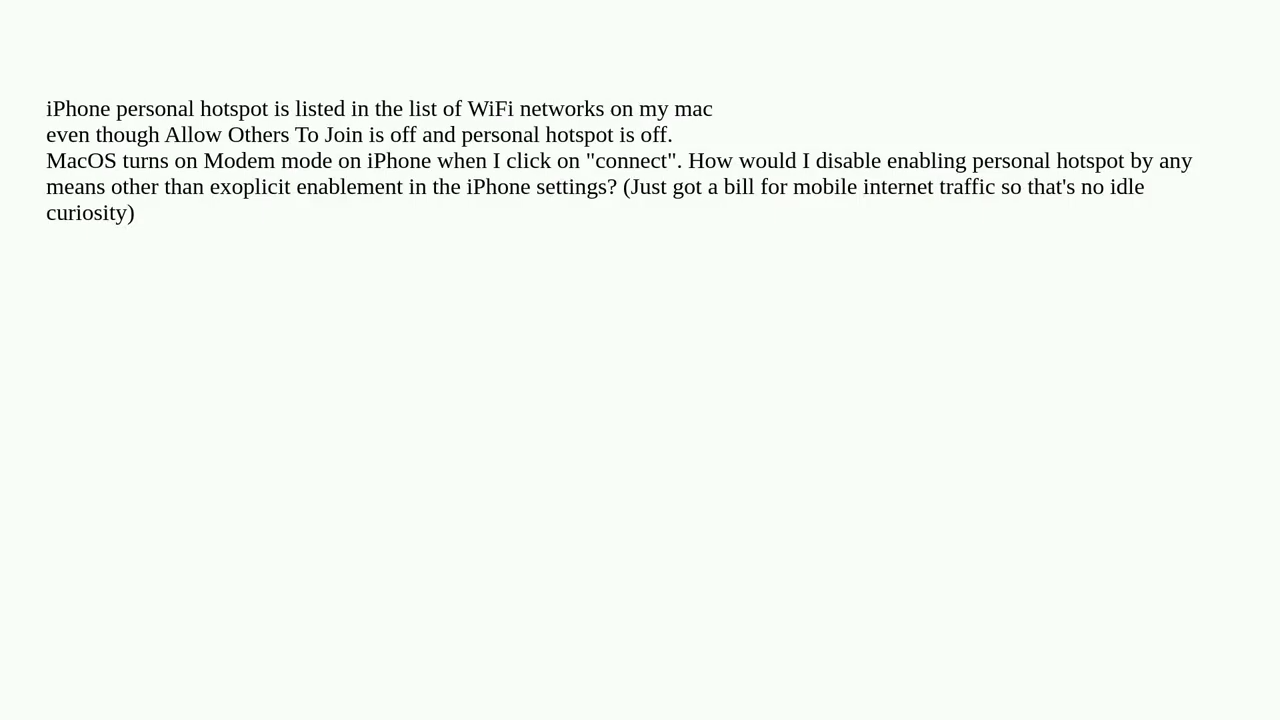 iPhone personal hotspot is listed in the list of WiFi networks on my mac
even though Allow Others To Join is off and personal hotspot is off.
MacOS turns on Modem mode on iPhone when I click on "connect". How would I disable enabling personal hotspot by any
means other than exoplicit enablement in the iPhone settings? (Just got a bill for mobile internet traffic so that's no idle
curiosity)